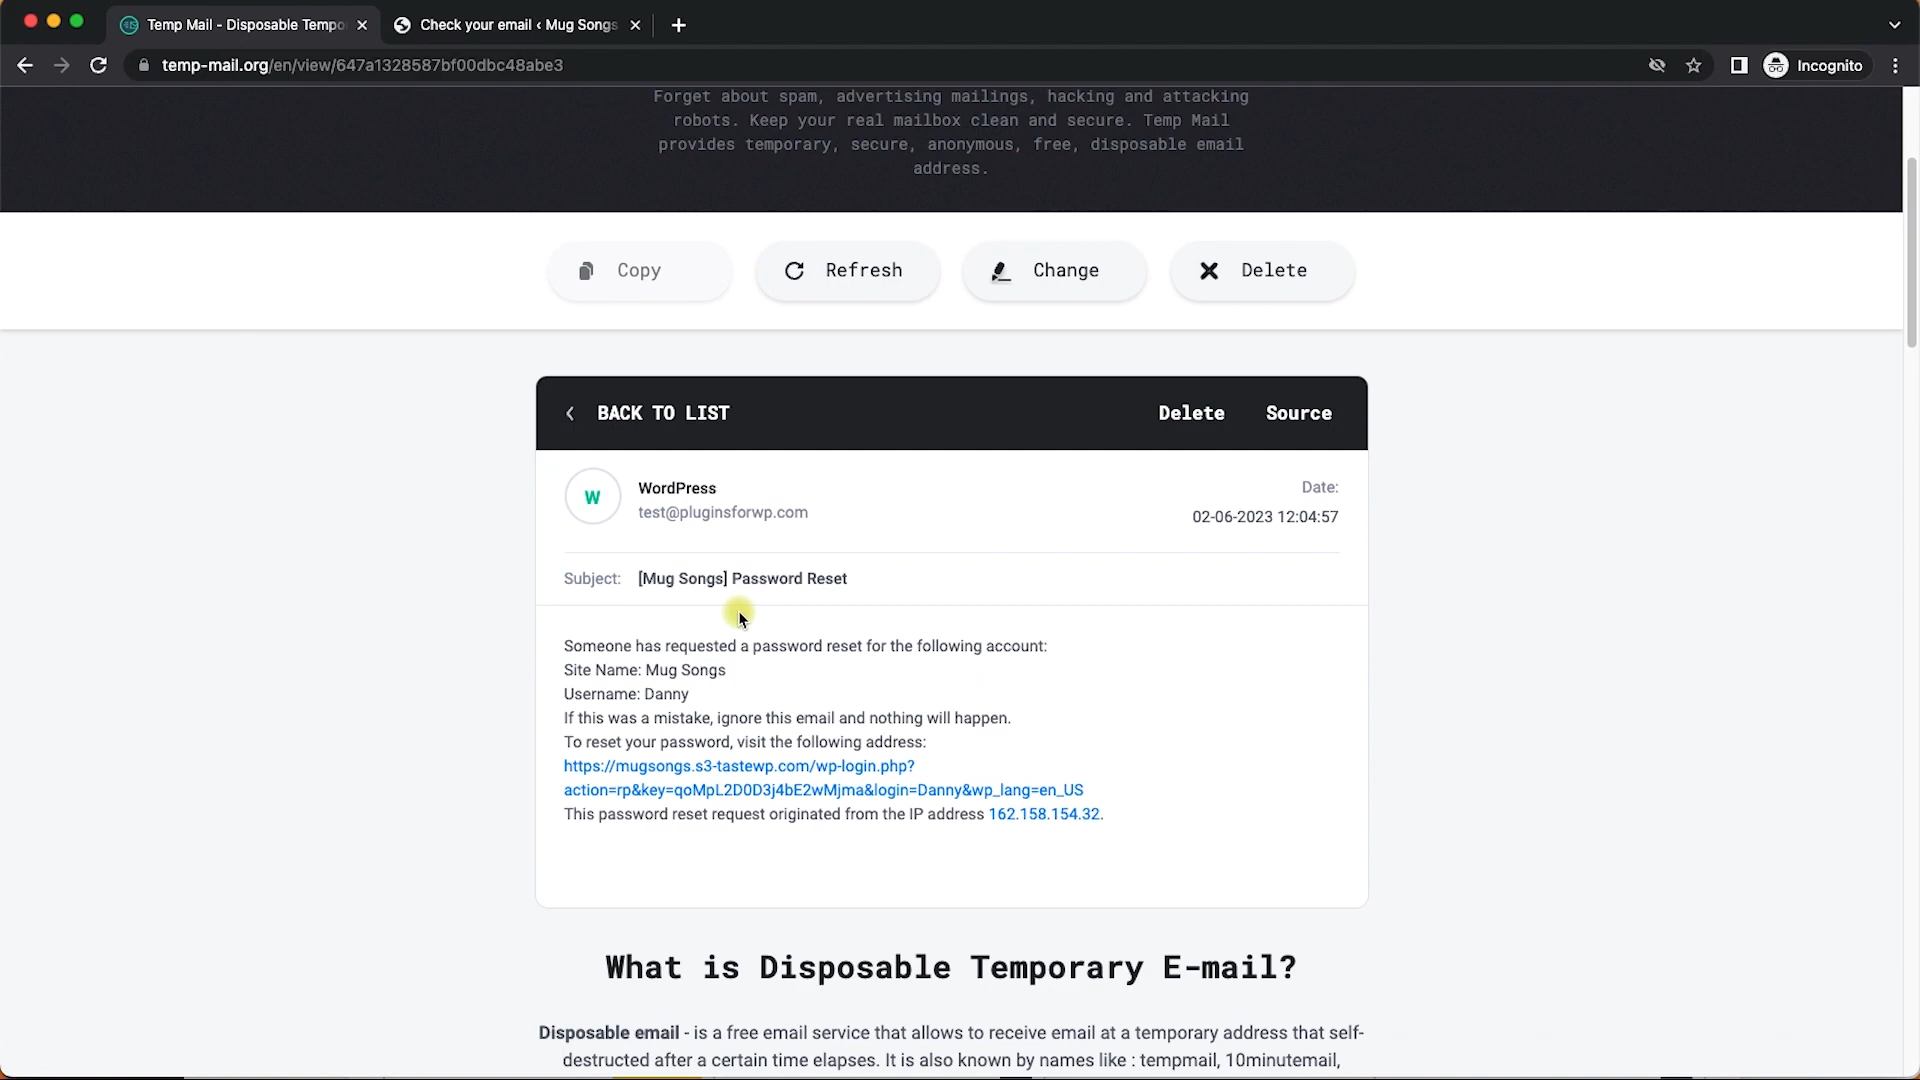 Temp Mail - Disposable Tempo
Check your email ‹ Mug Songs
temp-mail.org/en/view/647a1328587bf00dbc48abe3
Incognito
Forget about spam, advertising mailings, hacking and attacking
robots. Keep your real mailbox clean and secure. Temp Mail
provides temporary, secure, anonymous, free, disposable email
address.
Copy
Refresh
Change
Delete
BACK TO LIST
Delete
Source
W
WordPress
test@pluginsforwp.com
Date:
02-06-2023 12:04:57
Subject: [Mug Songs] Password Reset
Someone has requested a password reset for the following account:
Site Name: Mug Songs
Username: Danny
If this was a mistake, ignore this email and nothing will happen.
To reset your password, visit the following address:
https://mugsongs.s3-tastewp.com/wp-login.php?
action=rp&key=qoMpL2D0D3j4bE2wMjma&login=Danny&wp_lang=en_US
This password reset request originated from the IP address 162.158.154.32.
What is Disposable Temporary E-mail?
Disposable email - is a free email service that allows to receive email at a temporary address that self-
destructed after a certain time elapses. It is also known by names like : tempmail, 10minutemail,